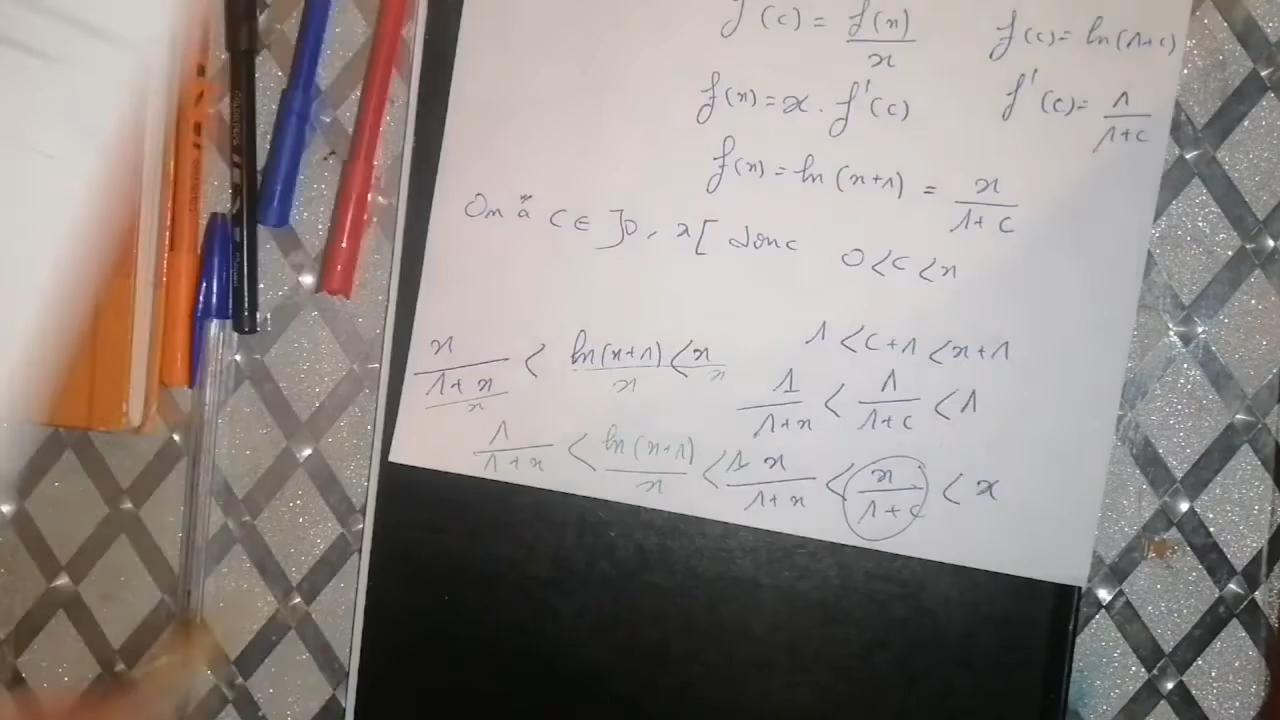 f'(c) = f(x)/x f(c) = ln(1+c)
f(x) = x . f'(c) f'(c) = 1/(1+c)
f(x) = ln(x+1) = x/(1+c)
On a c ∈ ]0, x[ donc 0 < c < x
1 < c+1 < x+1
x/(1+x)/x < ln(x+1)/x < x/x
1/(1+x) < 1/(1+c) < 1
1/(1+x) < ln(x+1)/x < 1
x/(1+x) < x/(1+c) < x